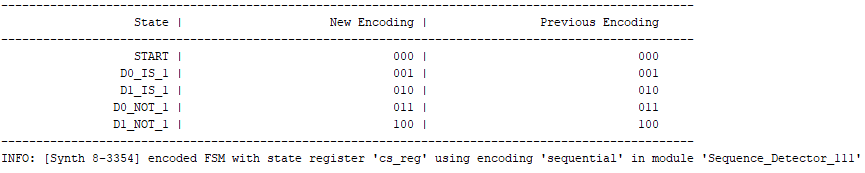 ---------------------------------------------------------------------------------------------------
State | New Encoding | Previous Encoding
---------------------------------------------------------------------------------------------------
START | 000 | 000
D0_IS_1 | 001 | 001
D1_IS_1 | 010 | 010
D0_NOT_1 | 011 | 011
D1_NOT_1 | 100 | 100
---------------------------------------------------------------------------------------------------
INFO: [Synth 8-3354] encoded FSM with state register 'cs_reg' using encoding 'sequential' in module 'Sequence_Detector_111'